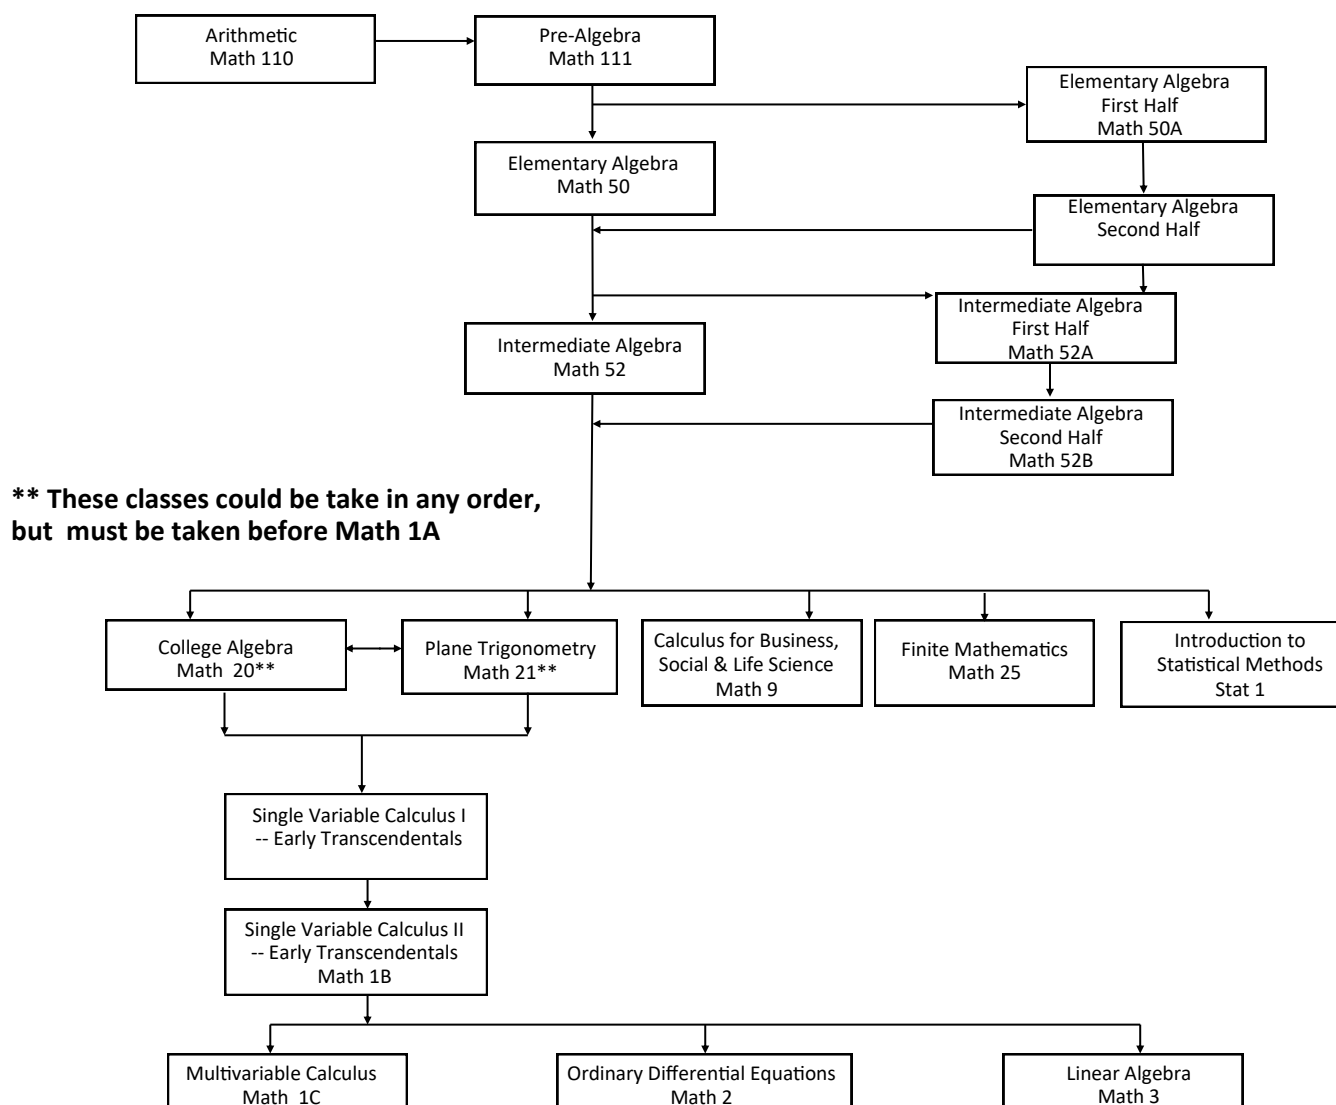 Arithmetic
Math 110
Pre-Algebra
Math 111
Elementary Algebra
First Half
Math 50A
Elementary Algebra
Math 50
Elementary Algebra
Second Half
Intermediate Algebra
First Half
Math 52A
Intermediate Algebra
Math 52
Intermediate Algebra
Second Half
Math 52B
** These classes could be take in any order,
but  must be taken before Math 1A
College Algebra
Math  20**
Plane Trigonometry
Math 21**
Calculus for Business,
Social & Life Science
Math 9
Finite Mathematics
Math 25
Introduction to
Statistical Methods
Stat 1
Single Variable Calculus I
-- Early Transcendentals
Single Variable Calculus II
-- Early Transcendentals
Math 1B
Multivariable Calculus
Math  1C
Ordinary Differential Equations
Math 2
Linear Algebra
Math 3